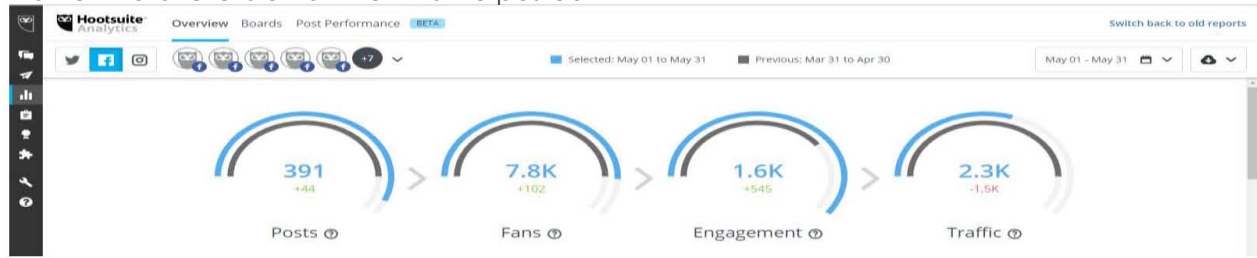 Hootsuite Analytics
Overview Boards Post Performance BETA
Switch back to old reports
+7
Selected: May 01 to May 31
Previous: Mar 31 to Apr 30
May 01 - May 31
391
+44
Posts
7.8K
+102
Fans
1.6K
+545
Engagement
2.3K
-1.5K
Traffic